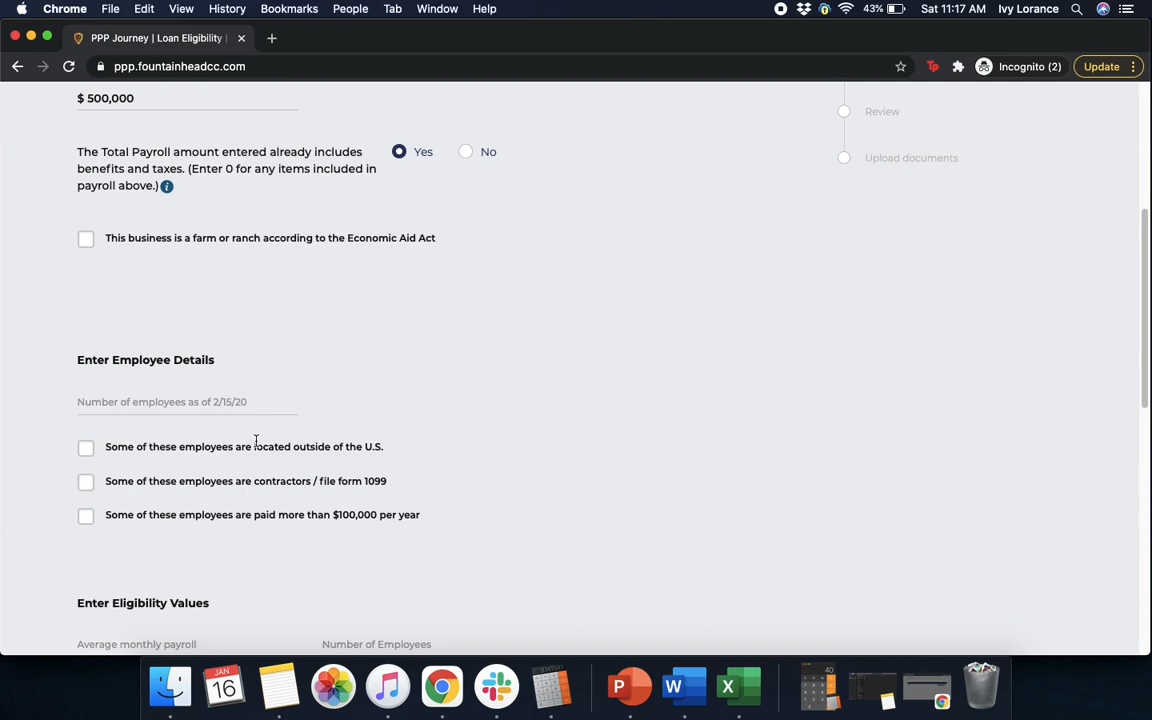 Chrome File Edit View History Bookmarks People Tab Window Help 43% Sat 11:17 AM Ivy Lorance
PPP Journey | Loan Eligibility |
ppp.fountainheadcc.com Incognito (2) Update
$ 500,000
Review
The Total Payroll amount entered already includes
benefits and taxes. (Enter 0 for any items included in
payroll above.)
Yes No
Upload documents
This business is a farm or ranch according to the Economic Aid Act
Enter Employee Details
Number of employees as of 2/15/20
Some of these employees are located outside of the U.S.
Some of these employees are contractors / file form 1099
Some of these employees are paid more than $100,000 per year
Enter Eligibility Values
Average monthly payroll Number of Employees
JAN
16
P W X 40